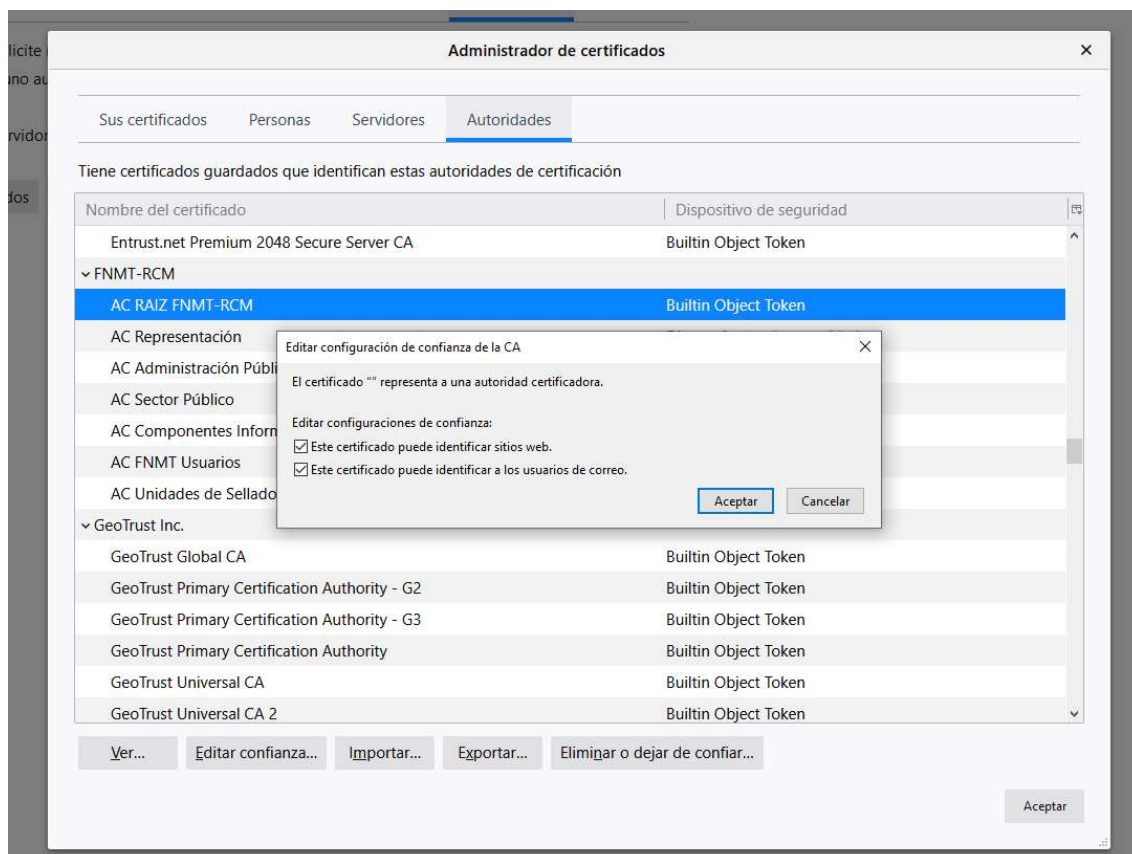 licite
Administrador de certificados
uno au
Sus certificados Personas Servidores Autoridades
rvidor
Tiene certificados guardados que identifican estas autoridades de certificación
dos
Nombre del certificado Dispositivo de seguridad
Entrust.net Premium 2048 Secure Server CA Builtin Object Token
FNMT-RCM
AC RAIZ FNMT-RCM Builtin Object Token
AC Representación
Editar configuración de confianza de la CA
AC Administración Públi
El certificado "" representa a una autoridad certificadora.
AC Sector Público
Editar configuraciones de confianza:
AC Componentes Inforn
Este certificado puede identificar sitios web.
AC FNMT Usuarios
Este certificado puede identificar a los usuarios de correo.
AC Unidades de Sellado
Aceptar Cancelar
GeoTrust Inc.
GeoTrust Global CA Builtin Object Token
GeoTrust Primary Certification Authority - G2 Builtin Object Token
GeoTrust Primary Certification Authority - G3 Builtin Object Token
GeoTrust Primary Certification Authority Builtin Object Token
GeoTrust Universal CA Builtin Object Token
GeoTrust Universal CA 2 Builtin Object Token
Ver... Editar confianza... Importar... Exportar... Eliminar o dejar de confiar...
Aceptar